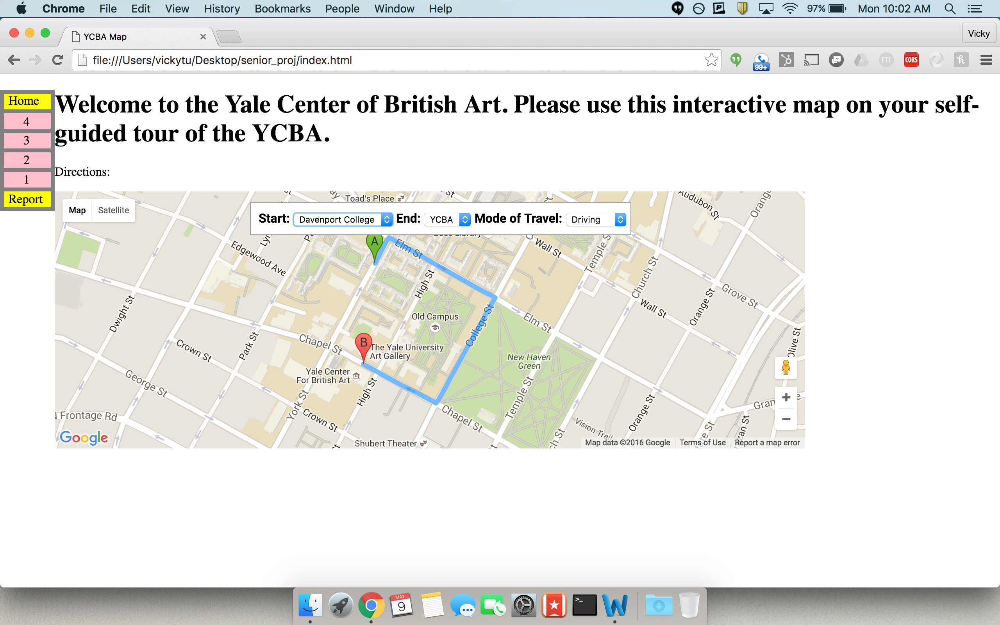 Chrome File Edit View History Bookmarks People Window Help 97% Mon 10:02 AM
YCBA Map
Vicky
file:///Users/vickytu/Desktop/senior_proj/index.html
99+
m
CORS
Home
4
3
2
1
Report
Welcome to the Yale Center of British Art. Please use this interactive map on your self-
guided tour of the YCBA.
Directions:
Map Satellite
Start: Davenport College End: YCBA Mode of Travel: Driving
Toad's Place
Audubon St
Edgewood Ave
A
Elm St
Wall St
Temple S
Church St
High St
Grove St
Orange St
Wall St
Dwight St
Old Campus
Elm St
College St
Chapel St
B
The Yale University
Art Gallery
Crown St
Park St
New Haven
Green
Olive St
Yale Center
For British Art
High St
George St
York St
Temple St
Orange St
Crown St
Chapel St
N Frontage Rd
Vision Trail
Gran
Google
Shubert Theater
Map data ©2016 Google Terms of Use Report a map error
MAY
9